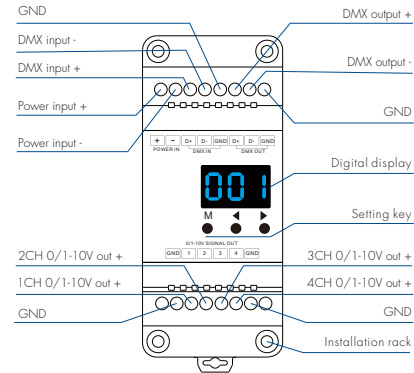 GND
DMX output +
DMX input -
DMX input +
DMX output -
Power input +
GND
Power input -
+ − D+ D- GND D+ D- GND
POWER IN DMX IN DMX OUT
Digital display
001
M ◀ ▶
Setting key
0/1-10V SIGNAL OUT
GND 1 2 3 4 GND
2CH 0/1-10V out +
3CH 0/1-10V out +
1CH 0/1-10V out +
4CH 0/1-10V out +
GND
GND
Installation rack